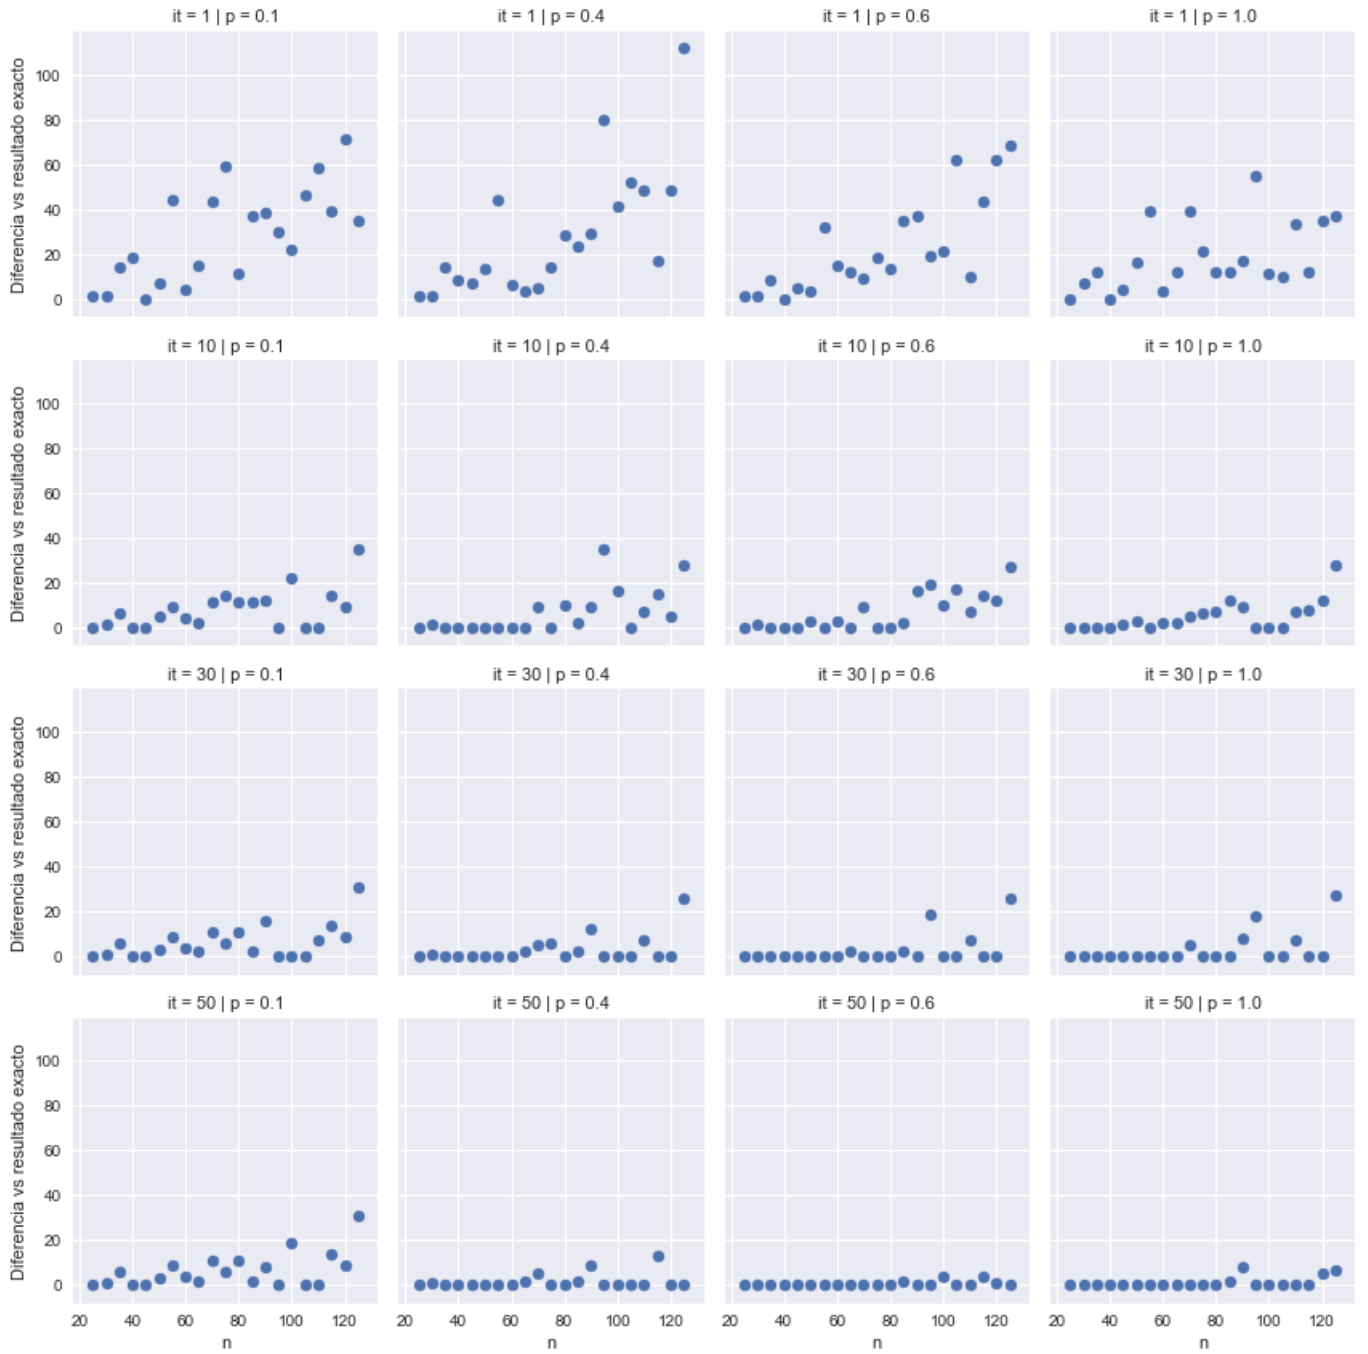 it = 1 | p = 0.1
it = 1 | p = 0.4
it = 1 | p = 0.6
it = 1 | p = 1.0
Diferencia vs resultado exacto
100
80
60
40
20
0
it = 10 | p = 0.1
it = 10 | p = 0.4
it = 10 | p = 0.6
it = 10 | p = 1.0
Diferencia vs resultado exacto
100
80
60
40
20
0
it = 30 | p = 0.1
it = 30 | p = 0.4
it = 30 | p = 0.6
it = 30 | p = 1.0
Diferencia vs resultado exacto
100
80
60
40
20
0
it = 50 | p = 0.1
it = 50 | p = 0.4
it = 50 | p = 0.6
it = 50 | p = 1.0
Diferencia vs resultado exacto
100
80
60
40
20
0
20 40 60 80 100 120
20 40 60 80 100 120
20 40 60 80 100 120
20 40 60 80 100 120
n
n
n
n